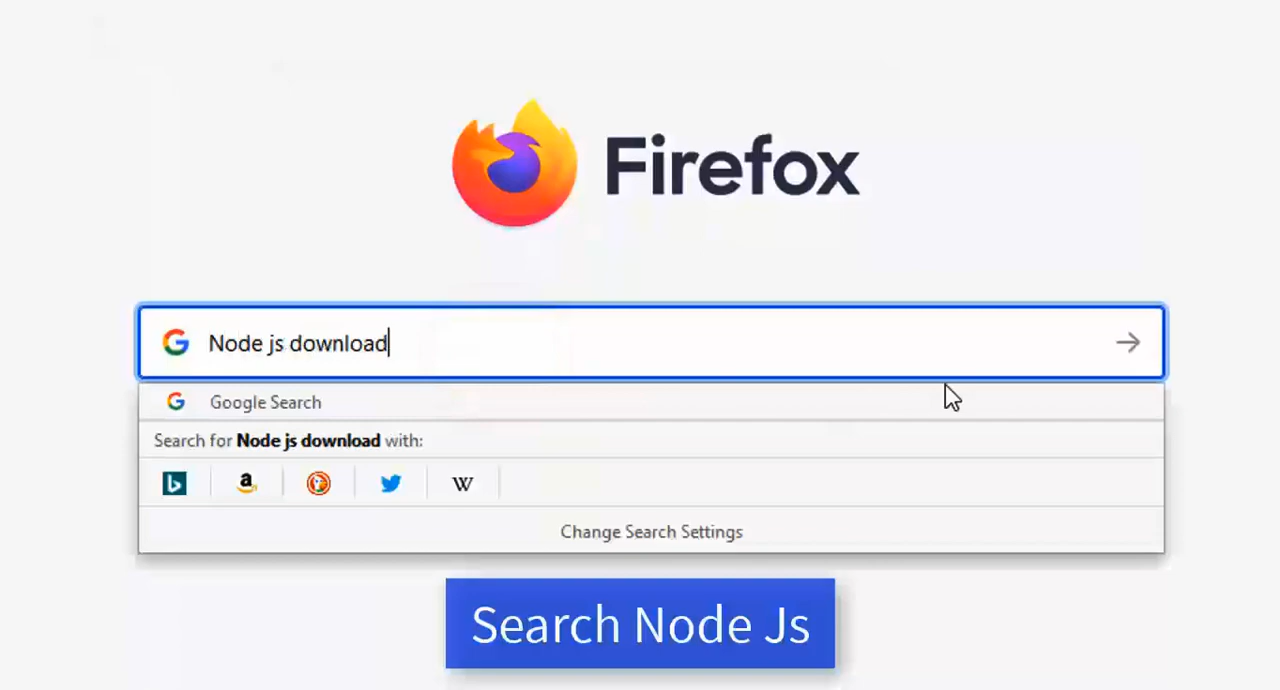 Firefox
Node js download
Google Search
Search for Node js download with:
Change Search Settings
Search Node Js